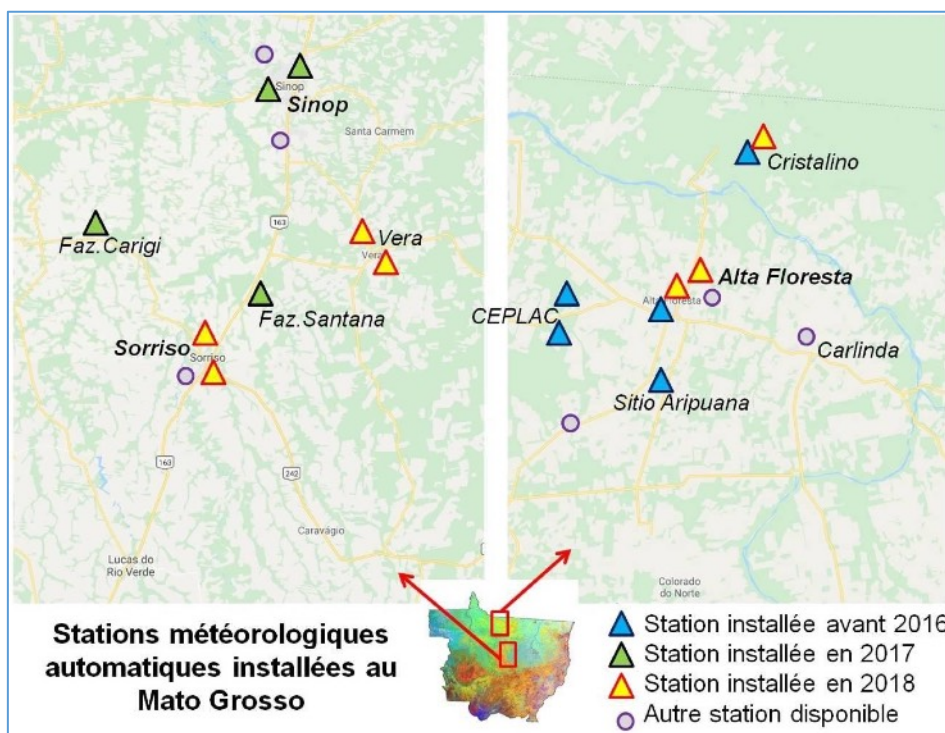 Sinop
Sinop
Santa Carmem
163
Vera
Vera
Faz.Carigi
Faz.Santana
Sorriso
Sorriso
163
242
Caravágio
Lucas do
Rio Verde
Cristalino
Alta Floresta
Alta Floresta
CEPLAC
Carlinda
Sitio Aripuana
Colorado
do Norte
Stations météorologiques
automatiques installées au
Mato Grosso
Station installée avant 2016
Station installée en 2017
Station installée en 2018
Autre station disponible